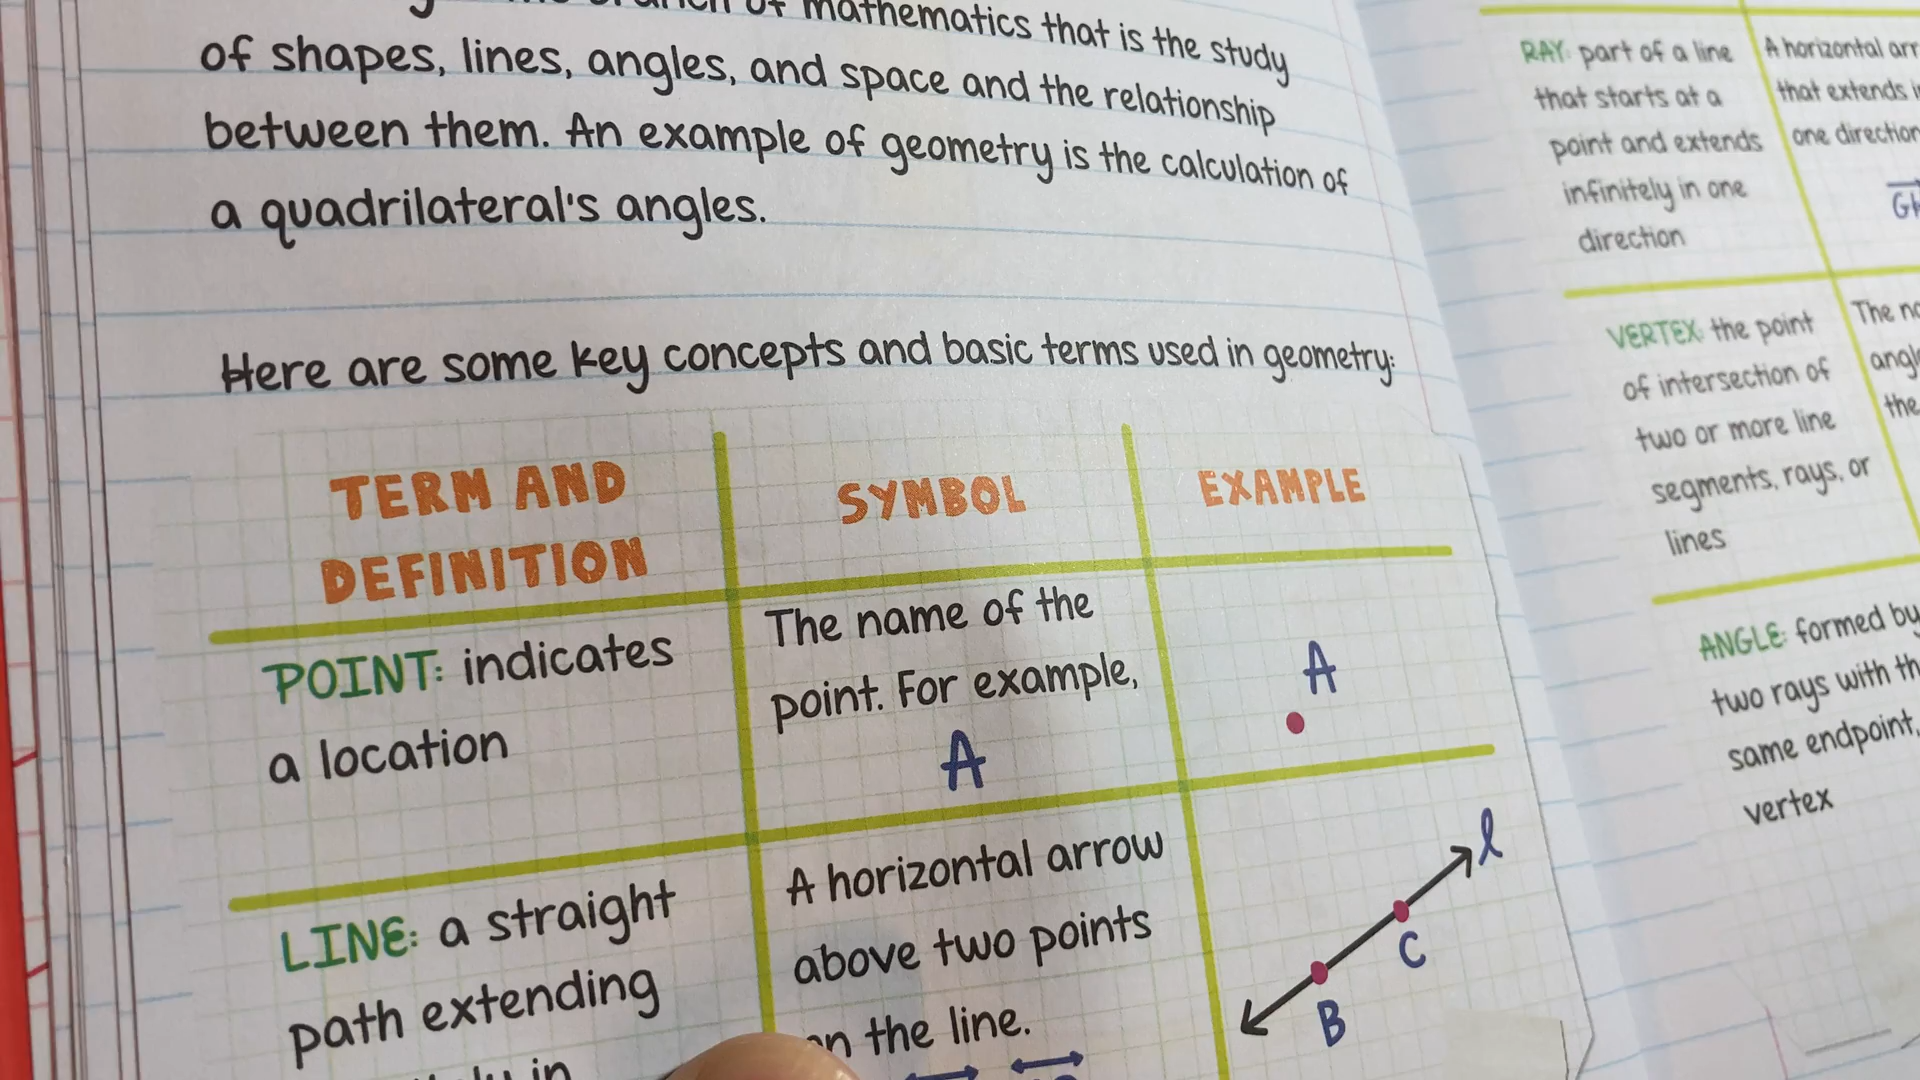 of mathematics that is the study
of shapes, lines, angles, and space and the relationship
between them. An example of geometry is the calculation of
a quadrilateral's angles.
Here are some key concepts and basic terms used in geometry:
TERM AND
DEFINITION
SYMBOL
EXAMPLE
POINT: indicates
a location
The name of the
point. For example,
A
A
LINE: a straight
path extending
in
A horizontal arrow
above two points
on the line.
l
C
B
RAY: part of a line
that starts at a
point and extends
infinitely in one
direction
A horizontal
that extends
one direction
VERTEX: the point
of intersection of
two or more line
segments, rays, or
lines
The
the
ANGLE: formed by
two rays with
same endpoint,
vertex